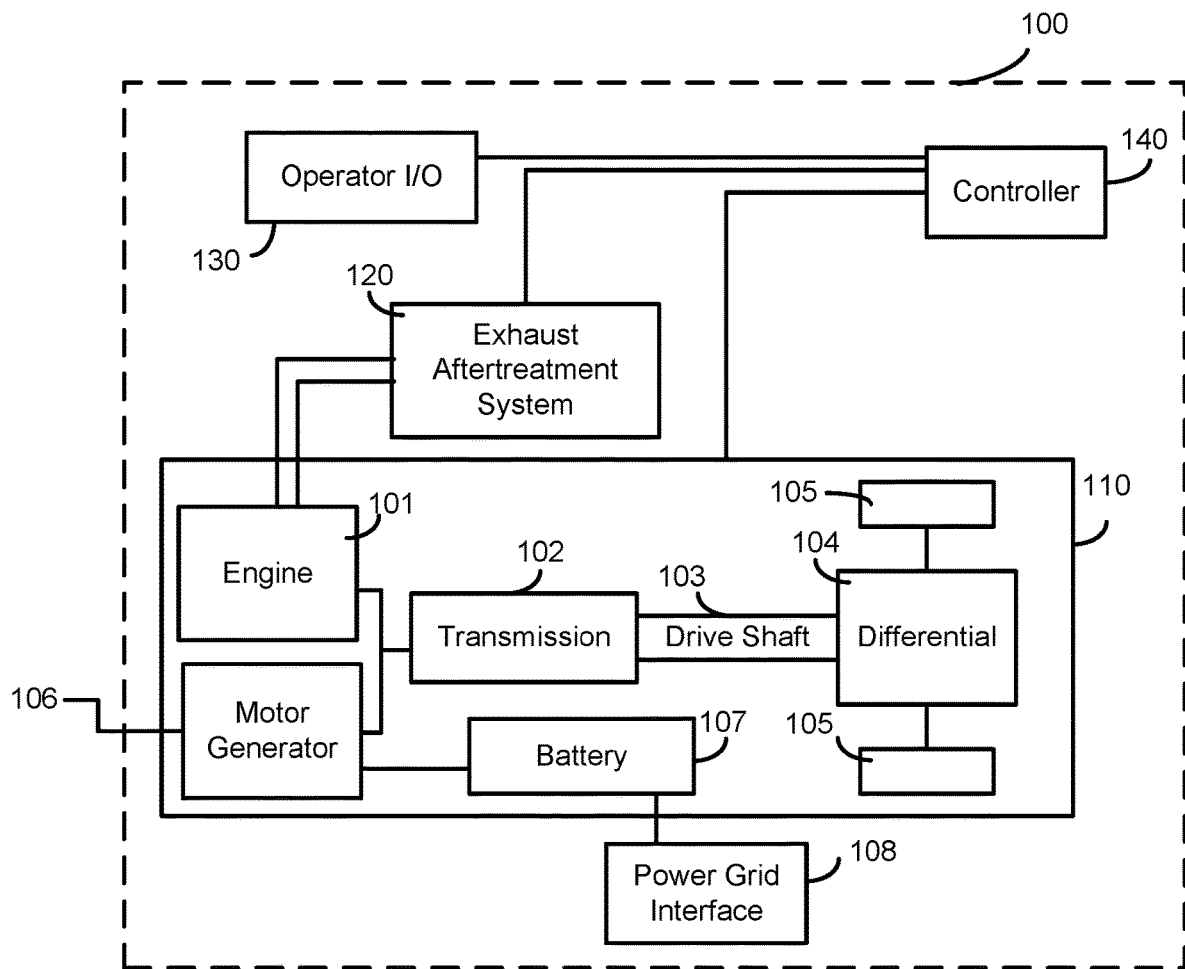 100
Operator I/O
130
Controller
140
120
Exhaust
Aftertreatment
System
110
101
Engine
102
Transmission
103
Drive Shaft
104
Differential
105
105
106
Motor
Generator
107
Battery
108
Power Grid
Interface